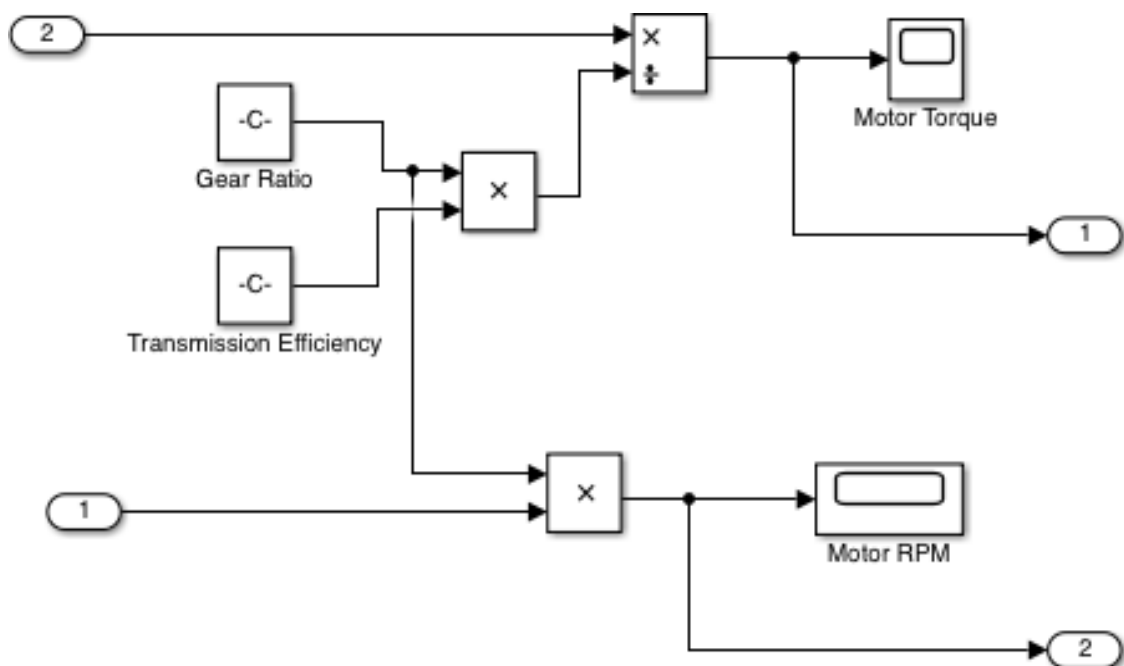 2
×
÷
Motor Torque
-C-
Gear Ratio
×
1
-C-
Transmission Efficiency
×
1
Motor RPM
2